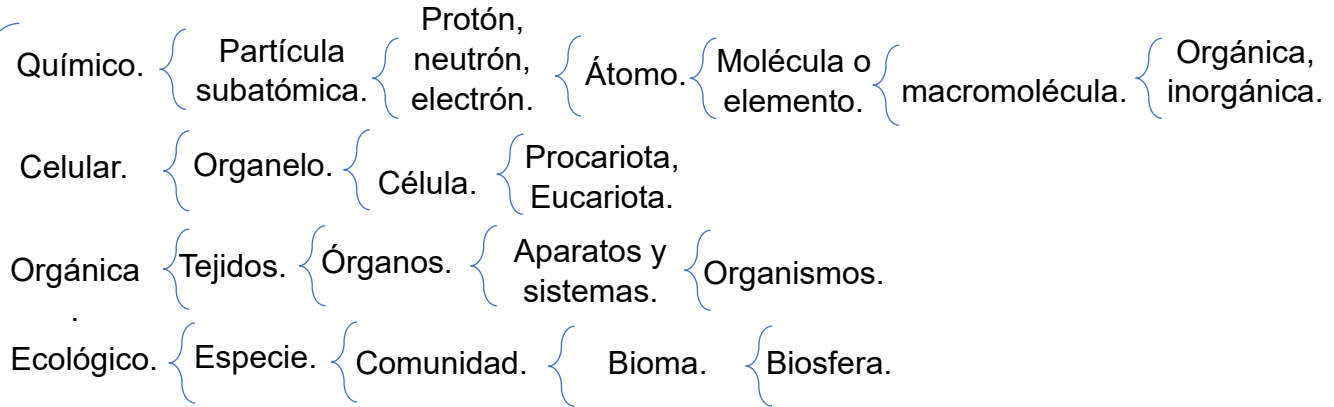 Químico.
Partícula
subatómica.
Protón,
neutrón,
electrón.
Átomo.
Molécula o
elemento.
macromolécula.
Orgánica,
inorgánica.
Celular.
Organelo.
Célula.
Procariota,
Eucariota.
Orgánica
.
Tejidos.
Órganos.
Aparatos y
sistemas.
Organismos.
Ecológico.
Especie.
Comunidad.
Bioma.
Biosfera.